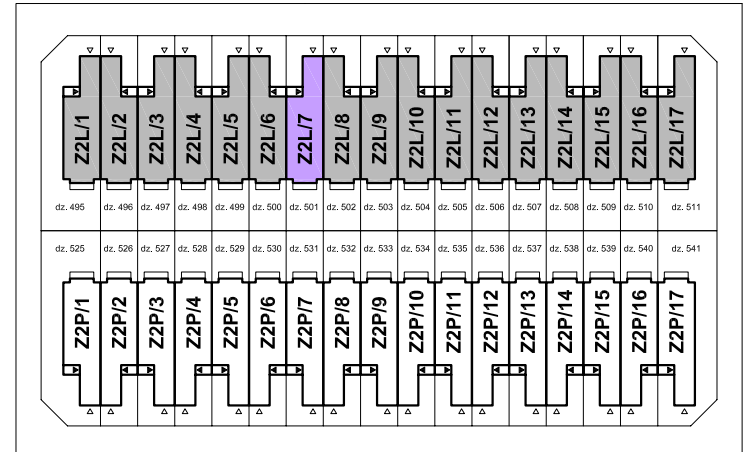 Z2L/1 Z2L/2 Z2L/3 Z2L/4 Z2L/5 Z2L/6 Z2L/7 Z2L/8 Z2L/9 Z2L/10 Z2L/11 Z2L/12 Z2L/13 Z2L/14 Z2L/15 Z2L/16 Z2L/17
dz. 495 dz. 496 dz. 497 dz. 498 dz. 499 dz. 500 dz. 501 dz. 502 dz. 503 dz. 504 dz. 505 dz. 506 dz. 507 dz. 508 dz. 509 dz. 510 dz. 511
dz. 525 dz. 526 dz. 527 dz. 528 dz. 529 dz. 530 dz. 531 dz. 532 dz. 533 dz. 534 dz. 535 dz. 536 dz. 537 dz. 538 dz. 539 dz. 540 dz. 541
Z2P/1 Z2P/2 Z2P/3 Z2P/4 Z2P/5 Z2P/6 Z2P/7 Z2P/8 Z2P/9 Z2P/10 Z2P/11 Z2P/12 Z2P/13 Z2P/14 Z2P/15 Z2P/16 Z2P/17